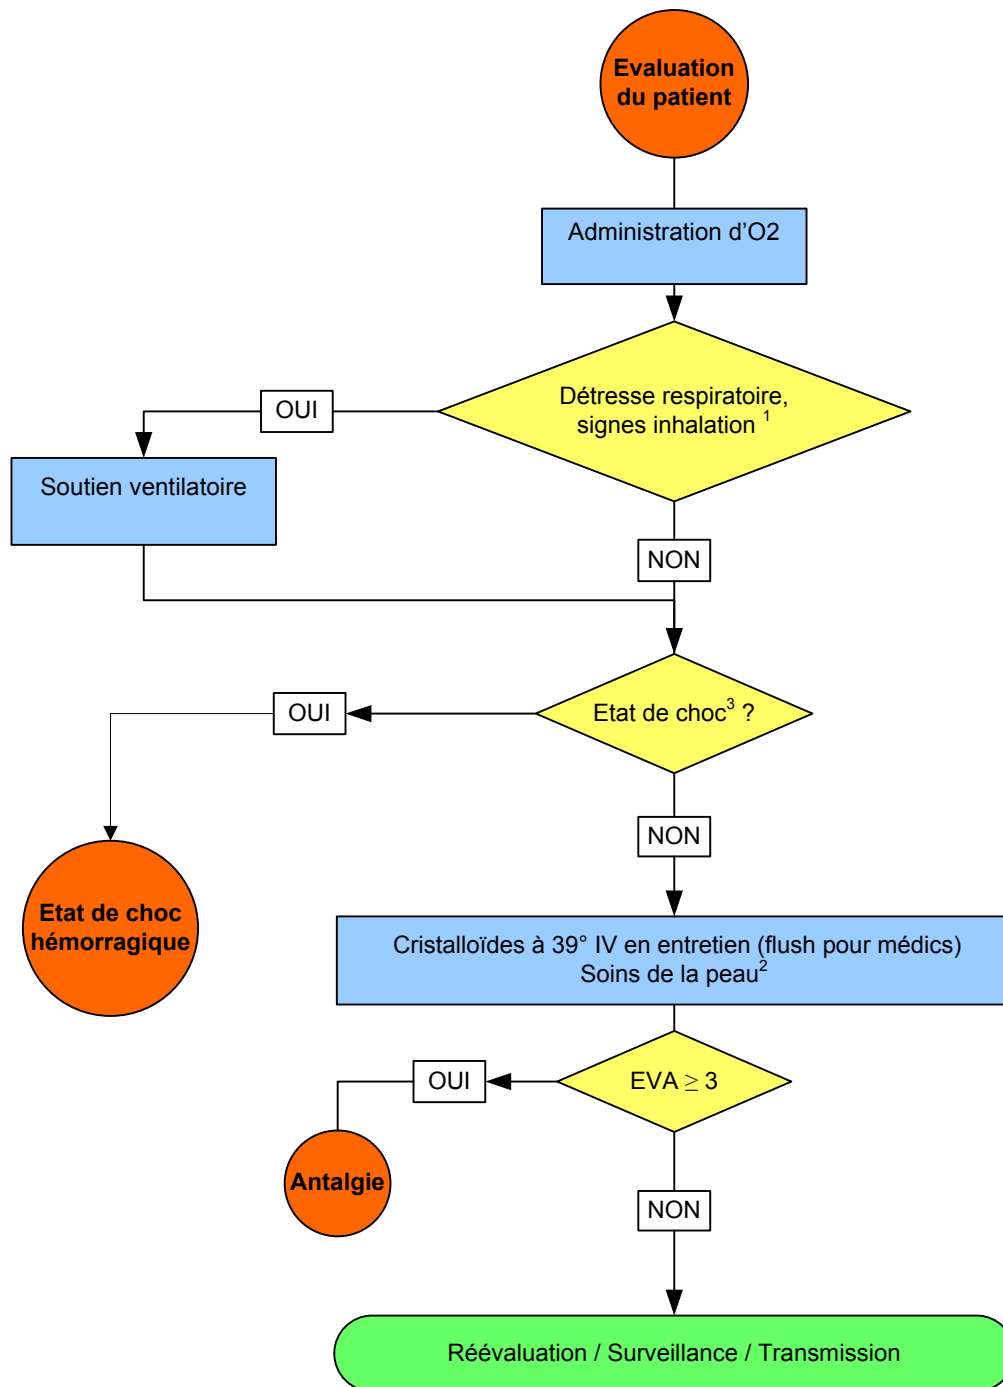 Evaluation
du patient
Administration d'O2
Détresse respiratoire,
signes inhalation 1
OUI
Soutien ventilatoire
NON
Etat de choc3 ?
OUI
NON
Etat de choc
hémorragique
Cristalloïdes à 39° IV en entretien (flush pour médics)
Soins de la peau2
EVA ≥ 3
OUI
Antalgie
NON
Réévaluation / Surveillance / Transmission